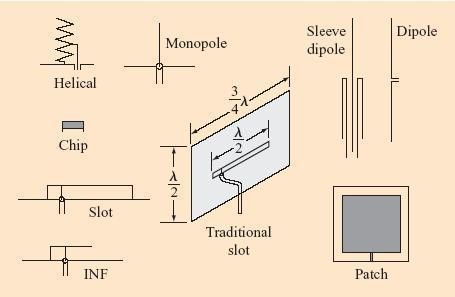 Helical
Monopole
Sleeve
dipole
Dipole
Chip
3
4
λ
λ
2
λ
2
Slot
INF
Traditional
slot
Patch